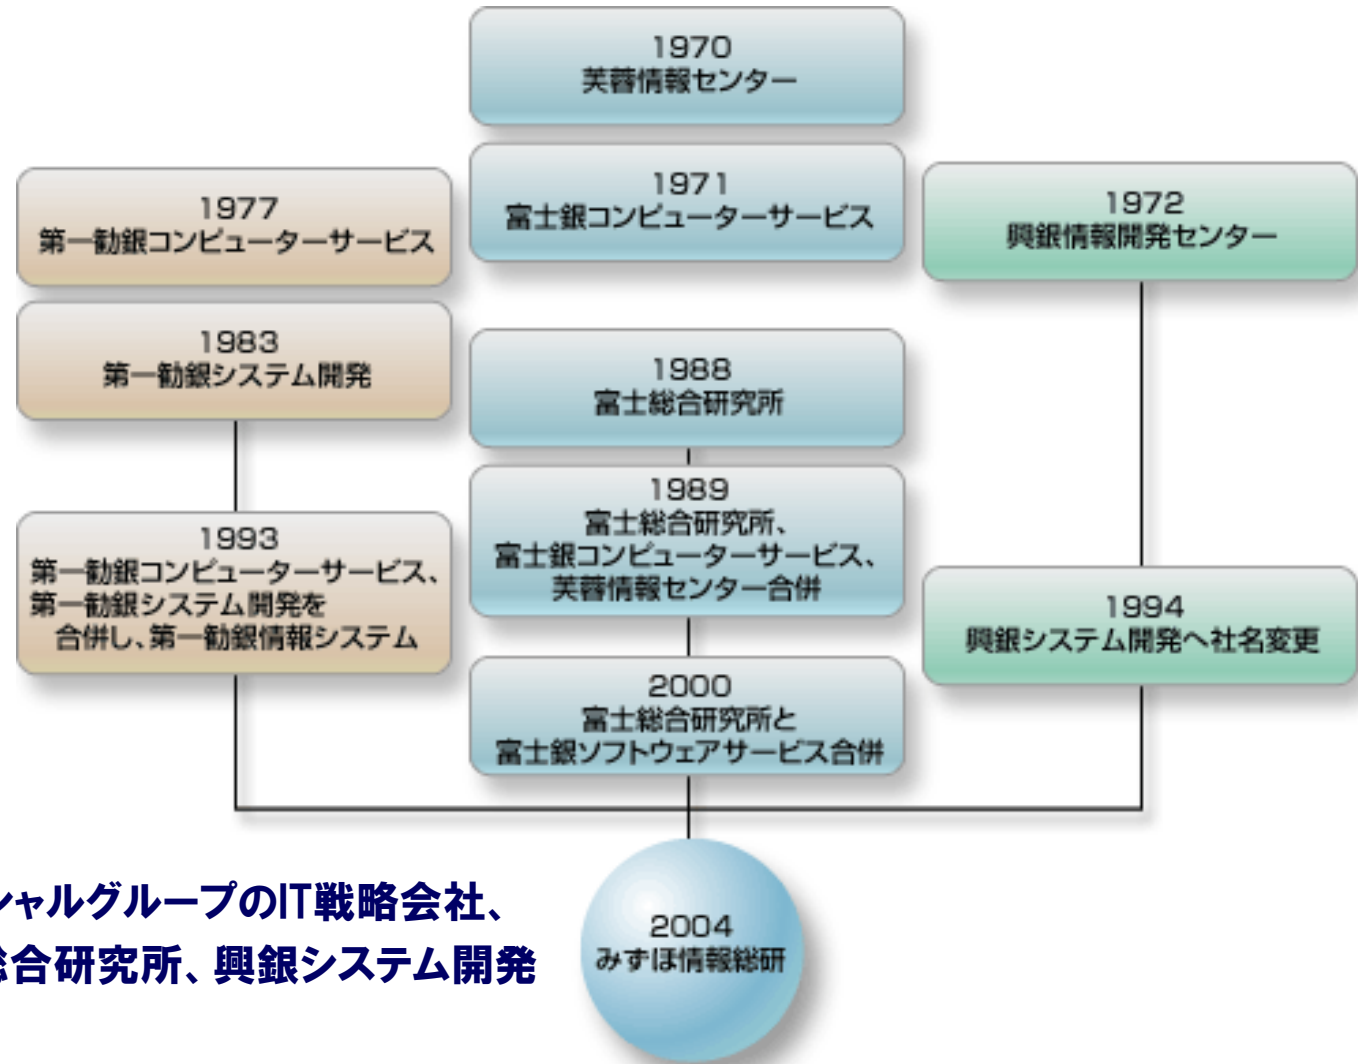 1970
芙蓉情報センター
1971
富士銀コンピューターサービス
1977
第一勧銀コンピューターサービス
1972
興銀情報開発センター
1983
第一勧銀システム開発
1988
富士総合研究所
1989
富士総合研究所、
富士銀コンピューターサービス、
芙蓉情報センター合併
1993
第一勧銀コンピューターサービス、
第一勧銀システム開発を
合併し、第一勧銀情報システム
1994
興銀システム開発へ社名変更
2000
富士総合研究所と
富士銀ソフトウェアサービス合併
2004
みずほ情報総研
シャルグループのIT戦略会社、
総合研究所、興銀システム開発